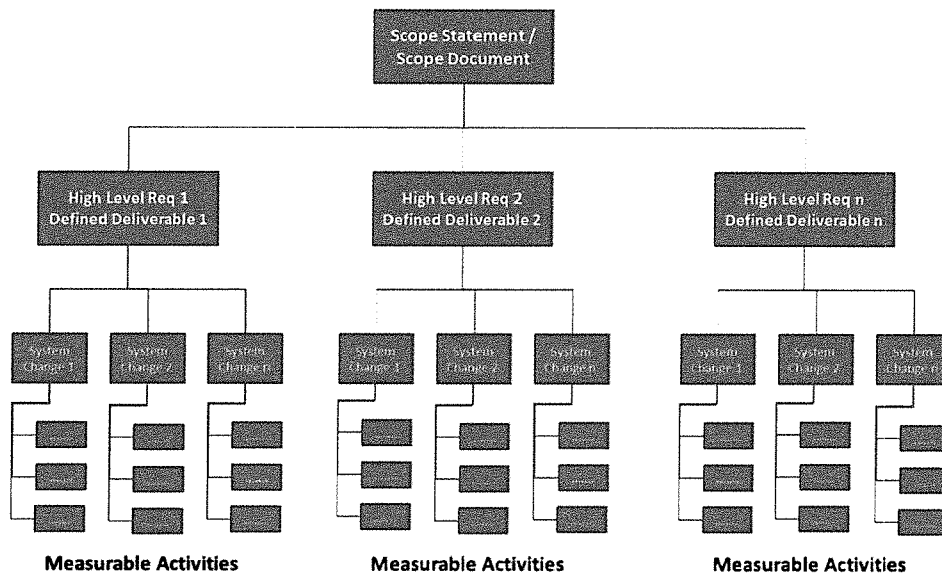 Scope Statement /
Scope Document
High Level Req 1
Defined Deliverable 1
High Level Req 2
Defined Deliverable 2
High Level Req n
Defined Deliverable n
System
Change 1
System
Change 2
System
Change n
System
Change 1
System
Change 2
System
Change n
System
Change 1
System
Change 2
System
Change n
Measurable Activities
Measurable Activities
Measurable Activities